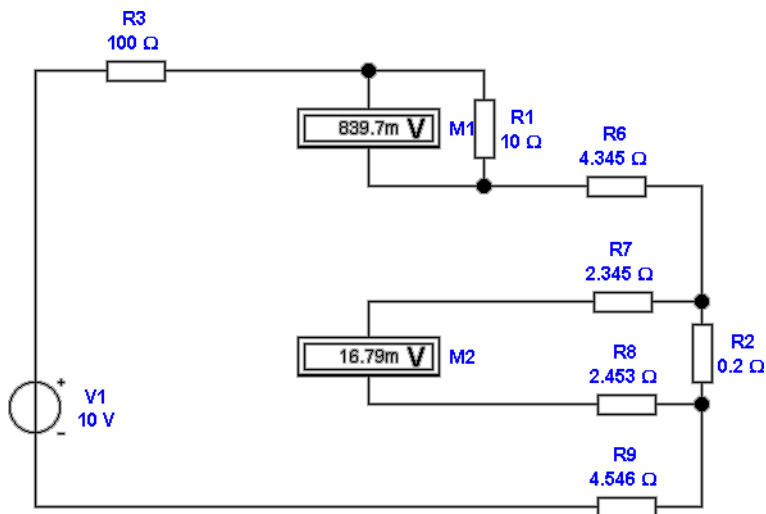 R3
100 Ω
839.7m V
M1
R1
10 Ω
R6
4.345 Ω
R7
2.345 Ω
16.79m V
M2
R8
2.453 Ω
R2
0.2 Ω
+
V1
10 V
-
R9
4.546 Ω